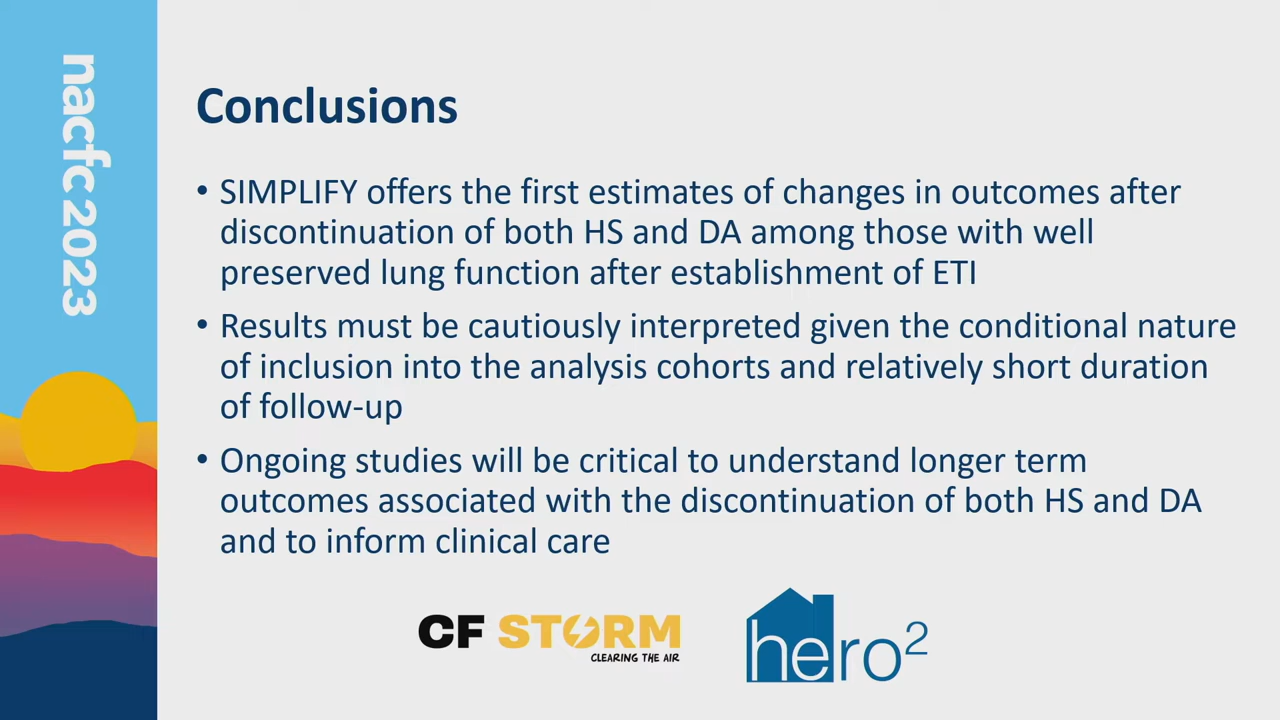 nacfc2023
Conclusions
• SIMPLIFY offers the first estimates of changes in outcomes after
discontinuation of both HS and DA among those with well
preserved lung function after establishment of ETI
• Results must be cautiously interpreted given the conditional nature
of inclusion into the analysis cohorts and relatively short duration
of follow-up
• Ongoing studies will be critical to understand longer term
outcomes associated with the discontinuation of both HS and DA
and to inform clinical care
CF STORM
CLEARING THE AIR
hero²